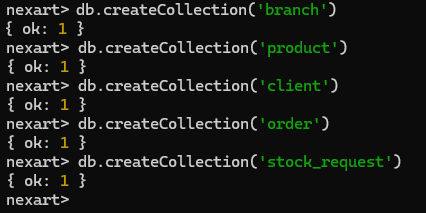 nexart> db.createCollection('branch')
{ ok: 1 }
nexart> db.createCollection('product')
{ ok: 1 }
nexart> db.createCollection('client')
{ ok: 1 }
nexart> db.createCollection('order')
{ ok: 1 }
nexart> db.createCollection('stock_request')
{ ok: 1 }
nexart>